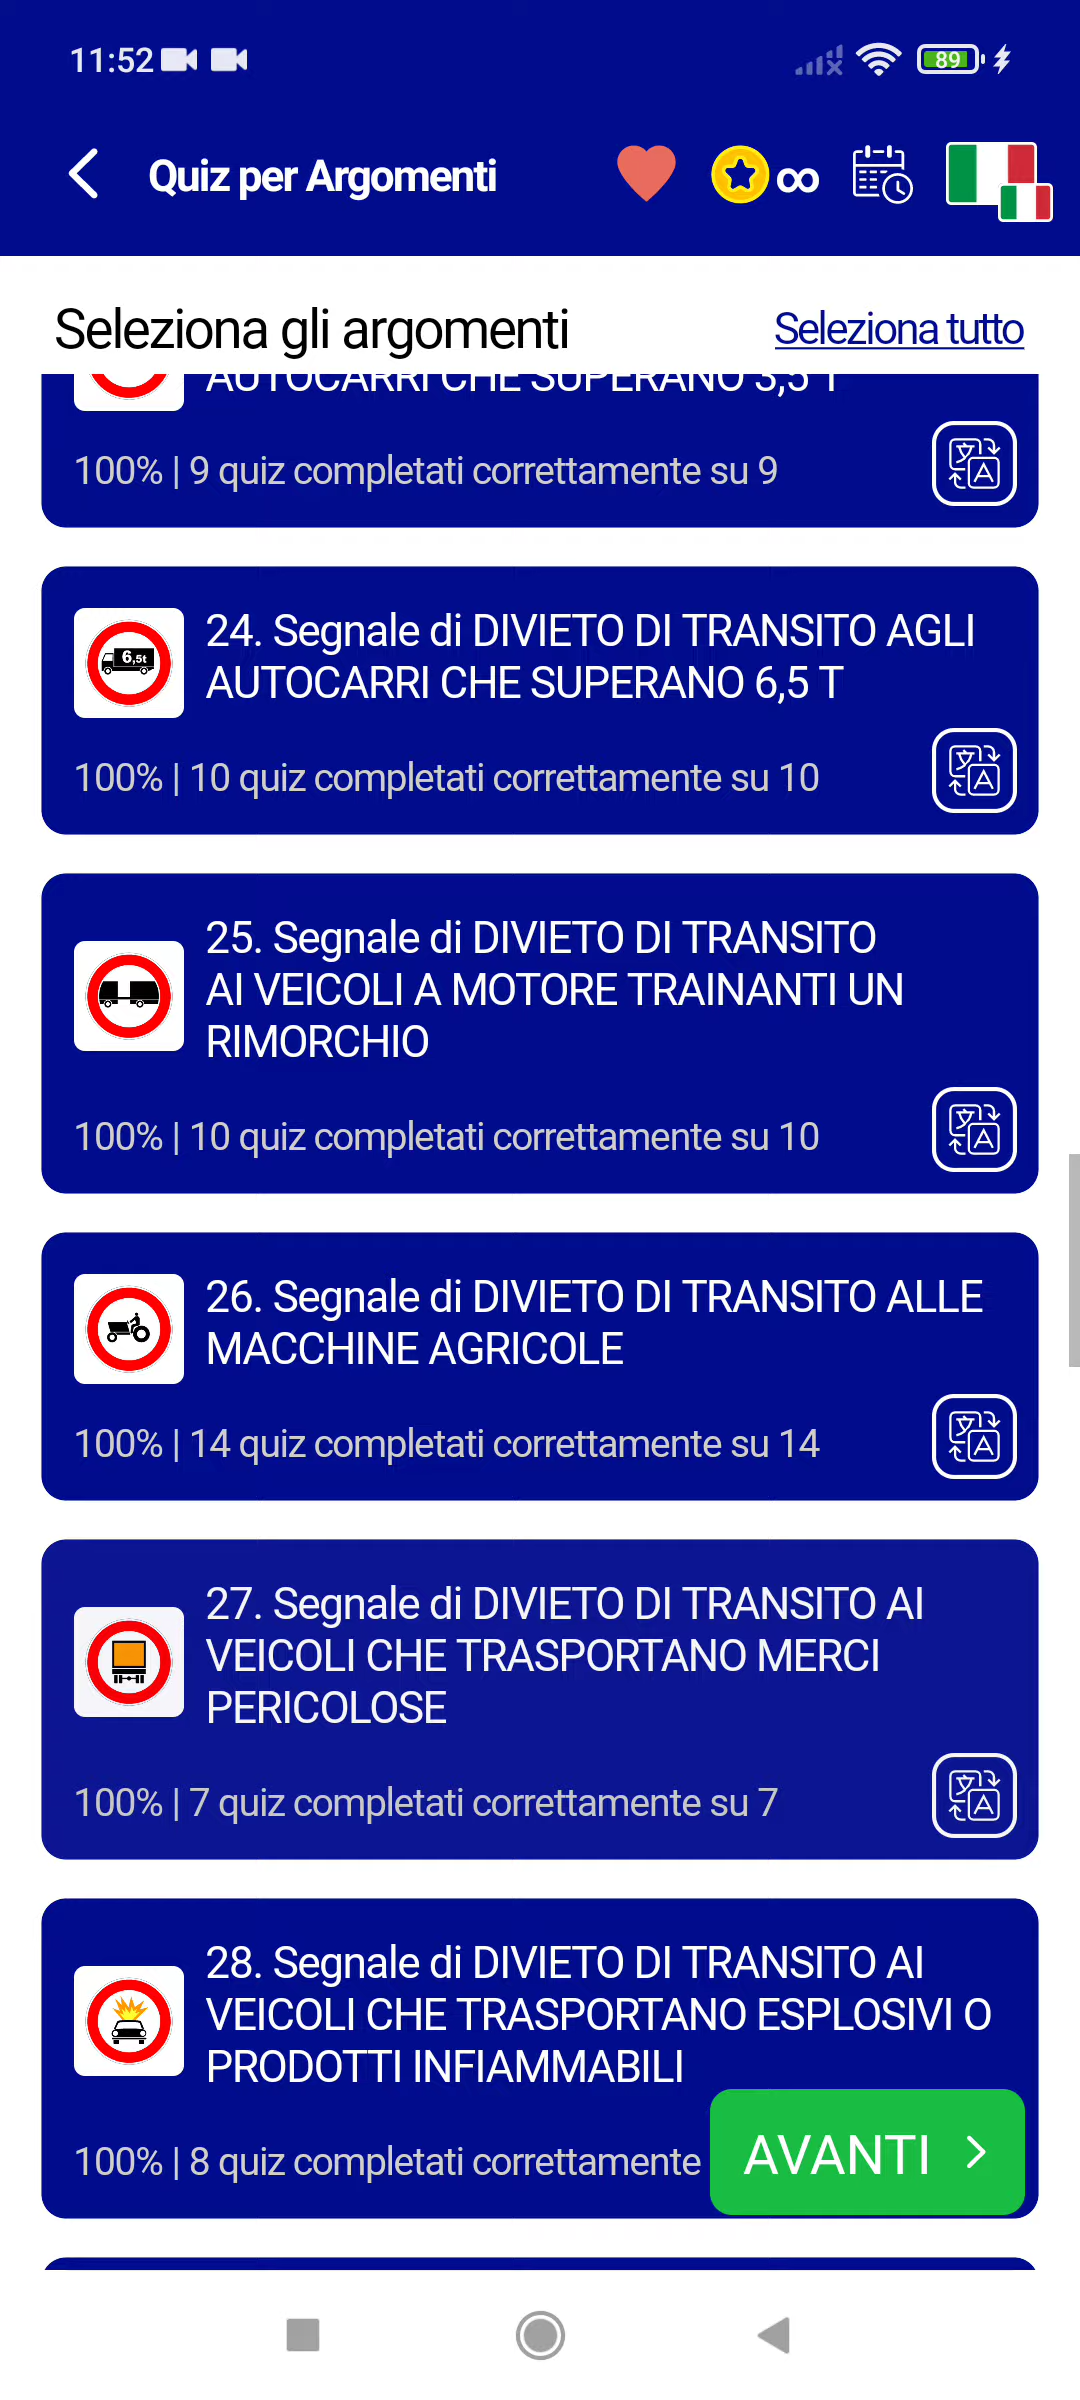 11:52
89
Quiz per Argomenti
∞
Seleziona gli argomenti
Seleziona tutto
AUTOCARRI CHE SUPERANO 3,5 T
100% | 9 quiz completati correttamente su 9
24. Segnale di DIVIETO DI TRANSITO AGLI
AUTOCARRI CHE SUPERANO 6,5 T
6,5t
100% | 10 quiz completati correttamente su 10
25. Segnale di DIVIETO DI TRANSITO
AI VEICOLI A MOTORE TRAINANTI UN
RIMORCHIO
100% | 10 quiz completati correttamente su 10
26. Segnale di DIVIETO DI TRANSITO ALLE
MACCHINE AGRICOLE
100% | 14 quiz completati correttamente su 14
27. Segnale di DIVIETO DI TRANSITO AI
VEICOLI CHE TRASPORTANO MERCI
PERICOLOSE
100% | 7 quiz completati correttamente su 7
28. Segnale di DIVIETO DI TRANSITO AI
VEICOLI CHE TRASPORTANO ESPLOSIVI O
PRODOTTI INFIAMMABILI
100% | 8 quiz completati correttamente
AVANTI